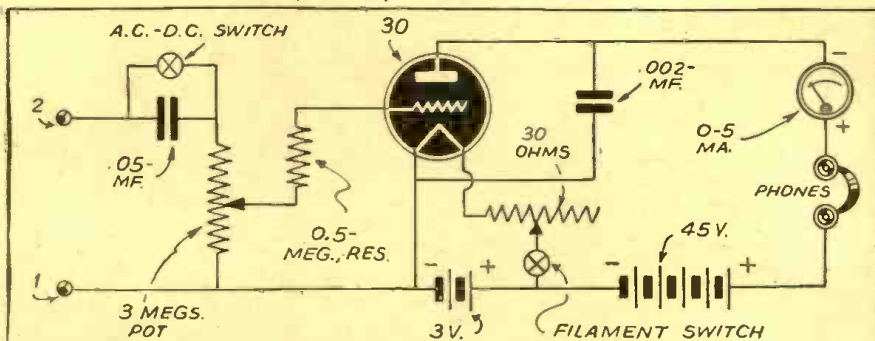 A.C.-D.C. SWITCH
30
2
.05-
MF.
.002-
MF.
-
0-5
MA.
+
30
OHMS
PHONES
0.5-
MEG., RES.
45 V.
-
+
-
+
1
3 MEGS.
POT
3 V.
FILAMENT SWITCH